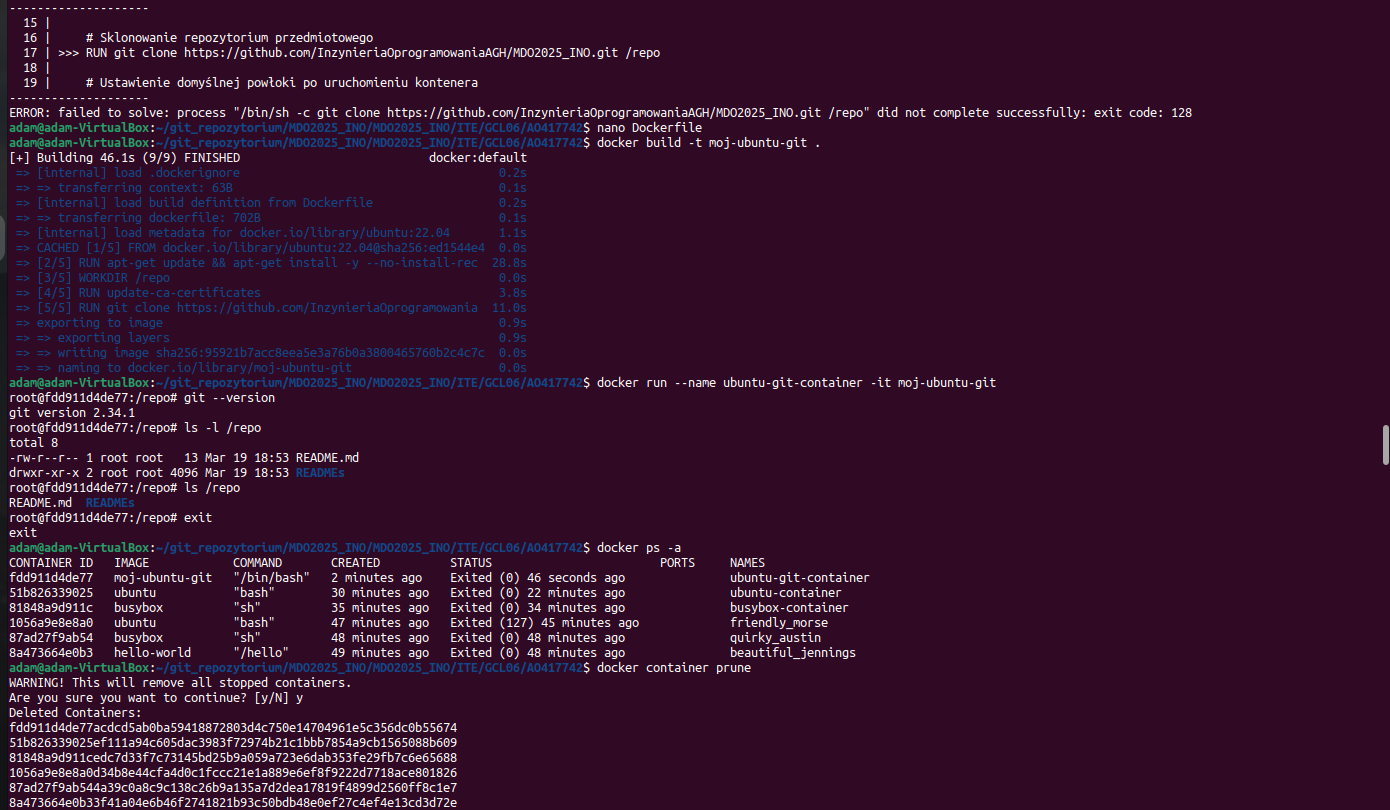 --------------------
15 |
16 |     # Sklonowanie repozytorium przedmiotowego
17 | >>> RUN git clone https://github.com/InzynieriaOprogramowaniaAGH/MDO2025_INO.git /repo
18 |
19 |     # Ustawienie domyślnej powłoki po uruchomieniu kontenera
--------------------
ERROR: failed to solve: process "/bin/sh -c git clone https://github.com/InzynieriaOprogramowaniaAGH/MDO2025_INO.git /repo" did not complete successfully: exit code: 128
adam@adam-VirtualBox:~/git_repozytorium/MDO2025_INO/MDO2025_INO/ITE/GCL06/AO417742$ nano Dockerfile
adam@adam-VirtualBox:~/git_repozytorium/MDO2025_INO/MDO2025_INO/ITE/GCL06/AO417742$ docker build -t moj-ubuntu-git .
[+] Building 46.1s (9/9) FINISHED                           docker:default
=> [internal] load .dockerignore                                     0.2s
=> => transferring context: 63B                                      0.1s
=> [internal] load build definition from Dockerfile                  0.2s
=> => transferring dockerfile: 702B                                  0.1s
=> [internal] load metadata for docker.io/library/ubuntu:22.04       1.1s
=> CACHED [1/5] FROM docker.io/library/ubuntu:22.04@sha256:ed1544e4  0.0s
=> [2/5] RUN apt-get update && apt-get install -y --no-install-rec  28.8s
=> [3/5] WORKDIR /repo                                               0.0s
=> [4/5] RUN update-ca-certificates                                  3.8s
=> [5/5] RUN git clone https://github.com/InzynieriaOprogramowania  11.0s
=> exporting to image                                                0.9s
=> => exporting layers                                               0.9s
=> => writing image sha256:95921b7acc8eea5e3a76b0a3800465760b2c4c7c  0.0s
=> => naming to docker.io/library/moj-ubuntu-git                     0.0s
adam@adam-VirtualBox:~/git_repozytorium/MDO2025_INO/MDO2025_INO/ITE/GCL06/AO417742$ docker run --name ubuntu-git-container -it moj-ubuntu-git
root@fdd911d4de77:/repo# git --version
git version 2.34.1
root@fdd911d4de77:/repo# ls -l /repo
total 8
-rw-r--r-- 1 root root   13 Mar 19 18:53 README.md
drwxr-xr-x 2 root root 4096 Mar 19 18:53 READMEs
root@fdd911d4de77:/repo# ls /repo
README.md  READMEs
root@fdd911d4de77:/repo# exit
exit
adam@adam-VirtualBox:~/git_repozytorium/MDO2025_INO/MDO2025_INO/ITE/GCL06/AO417742$ docker ps -a
CONTAINER ID   IMAGE            COMMAND       CREATED          STATUS                        PORTS     NAMES
fdd911d4de77   moj-ubuntu-git   "/bin/bash"   2 minutes ago    Exited (0) 46 seconds ago               ubuntu-git-container
51b826339025   ubuntu           "bash"        30 minutes ago   Exited (0) 22 minutes ago               ubuntu-container
81848a9d911c   busybox          "sh"          35 minutes ago   Exited (0) 34 minutes ago               busybox-container
1056a9e8e8a0   ubuntu           "bash"        47 minutes ago   Exited (127) 45 minutes ago             friendly_morse
87ad27f9ab54   busybox          "sh"          48 minutes ago   Exited (0) 48 minutes ago               quirky_austin
8a473664e0b3   hello-world      "/hello"      49 minutes ago   Exited (0) 48 minutes ago               beautiful_jennings
adam@adam-VirtualBox:~/git_repozytorium/MDO2025_INO/MDO2025_INO/ITE/GCL06/AO417742$ docker container prune
WARNING! This will remove all stopped containers.
Are you sure you want to continue? [y/N] y
Deleted Containers:
fdd911d4de77acdcd5ab0ba59418872803d4c750e14704961e5c356dc0b55674
51b826339025ef111a94c605dac3983f72974b21c1bbb7854a9cb1565088b609
81848a9d911cedc7d33f7c73145bd25b9a059a723e6dab353fe29fb7c6e65688
1056a9e8e8a0d34b8e44cfa4d0c1fccc21e1a889e6ef8f9222d7718ace801826
87ad27f9ab544a39c0a8c9c138c26b9a135a7d2dea17819f4899d2560ff8c1e7
8a473664e0b33f41a04e6b46f2741821b93c50bdb48e0ef27c4ef4e13cd3d72e